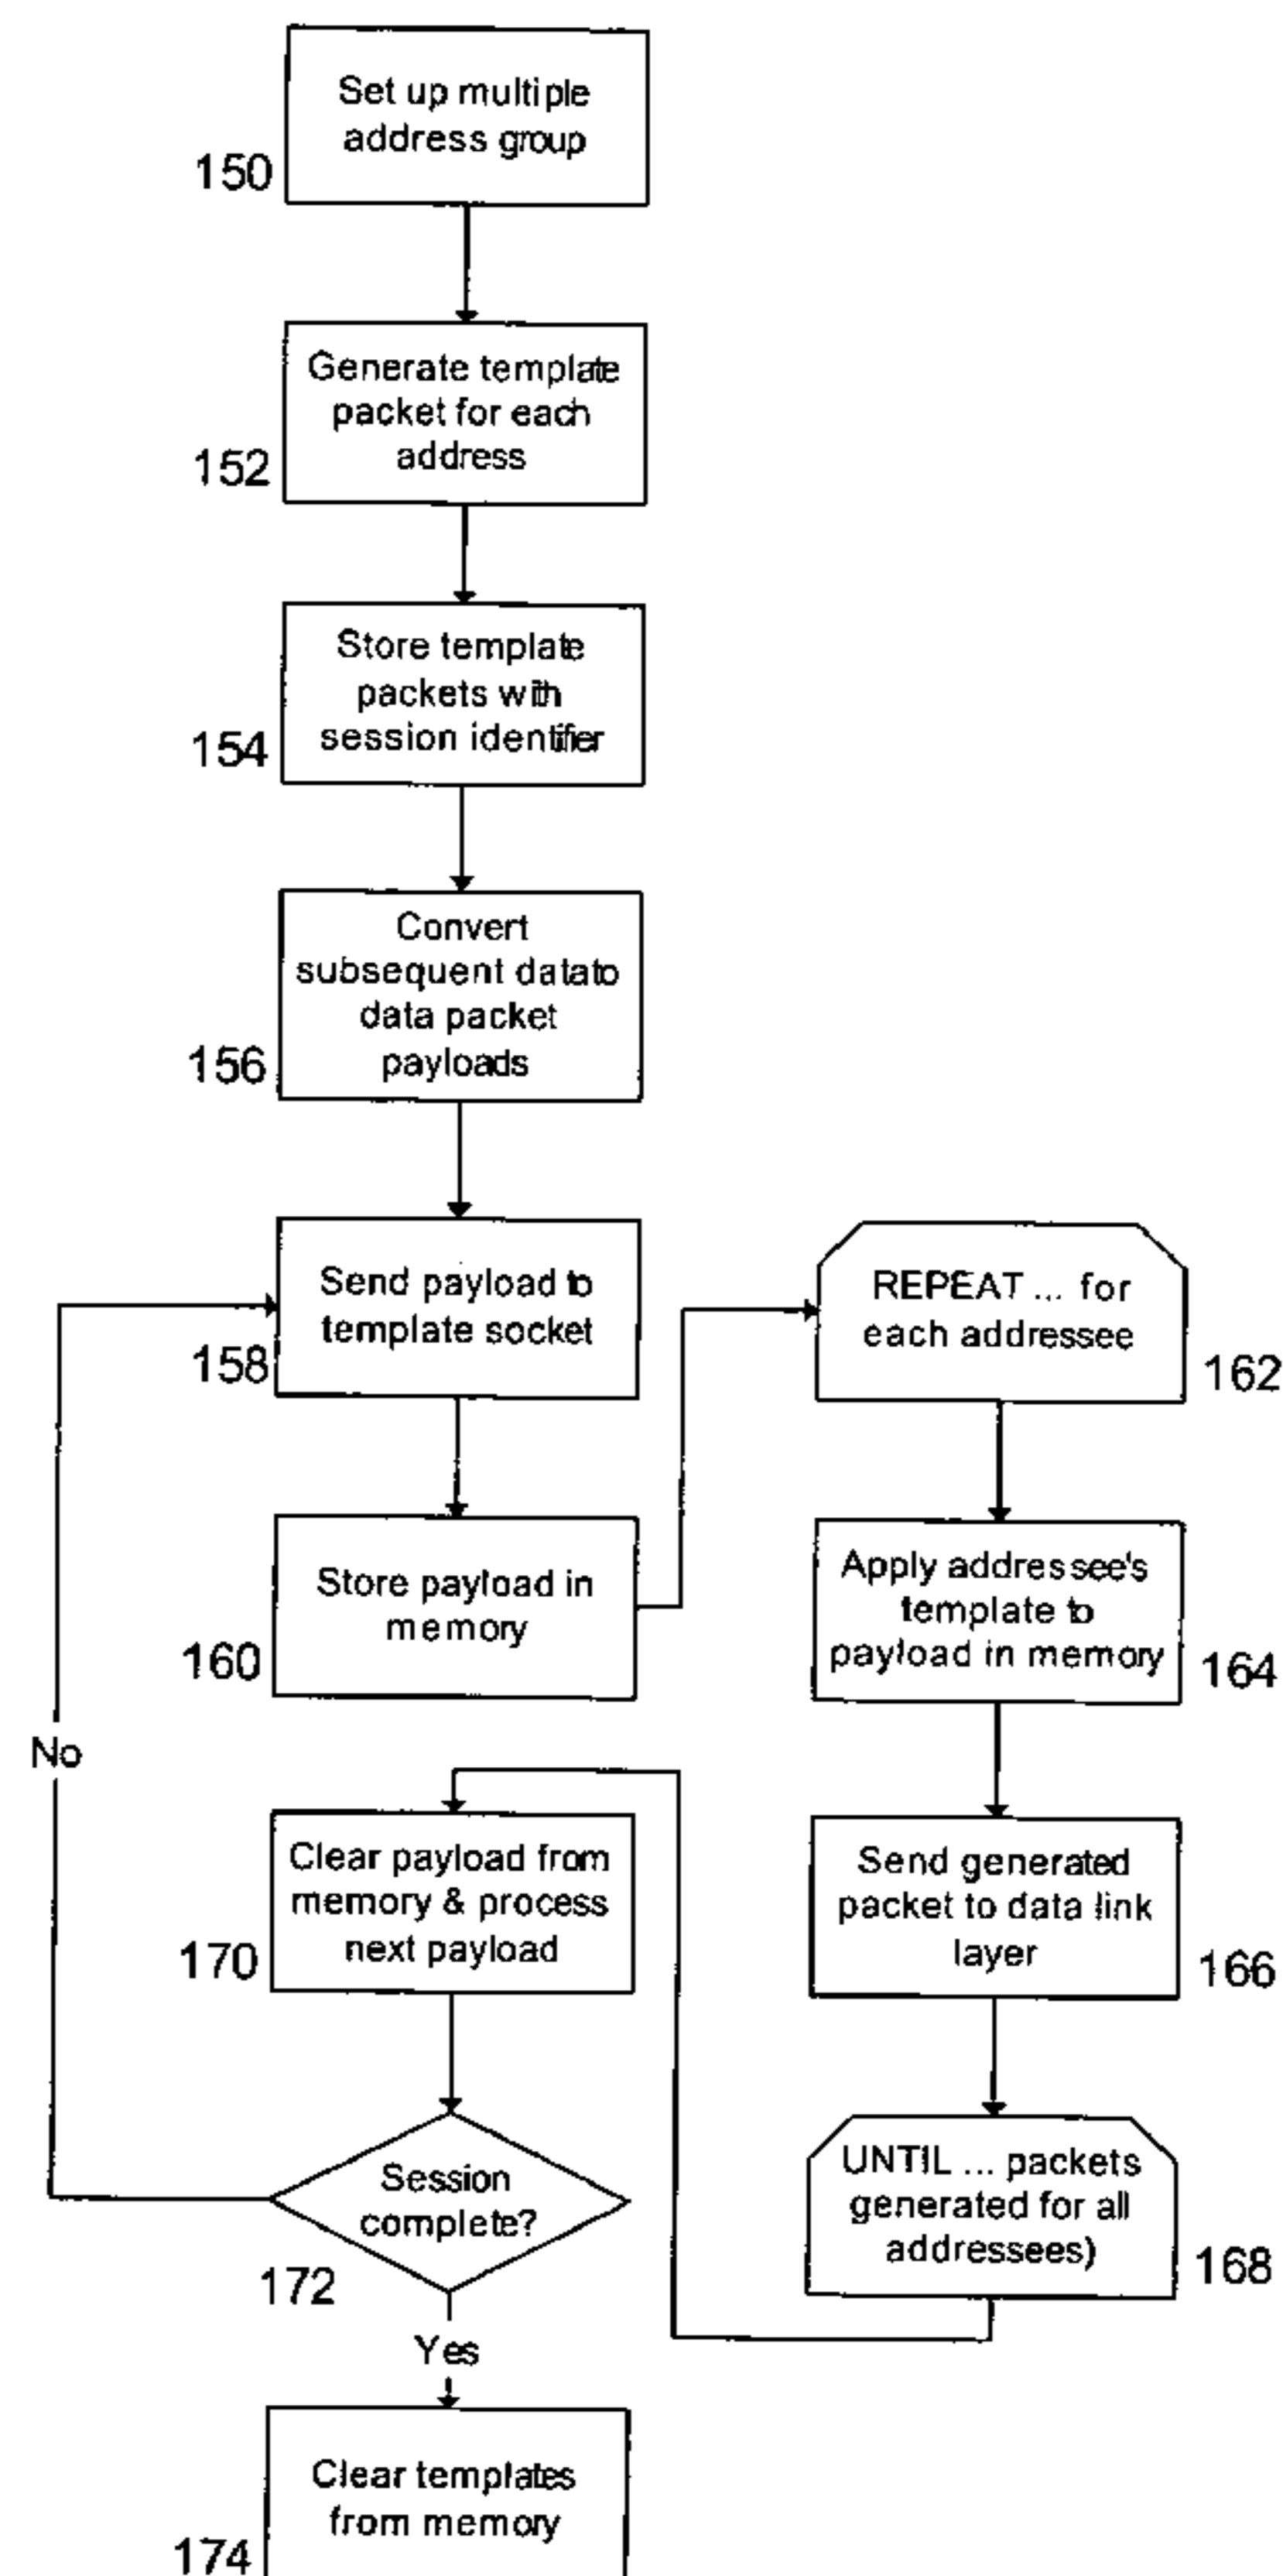 Set up multiple
address group
150
Generate template
packet for each
address
152
Store template
packets with
session identifier
154
Convert
subsequent datato
data packet
payloads
156
Send payload to
template socket
158
Store payload in
memory
160
REPEAT ... for
each addressee
162
Apply addressee's
template to
payload in memory
164
Send generated
packet to data link
layer
166
UNTIL ... packets
generated for all
addressees)
168
Clear payload from
memory & process
next payload
170
Session
complete?
172
No
Yes
Clear templates
from memory
174